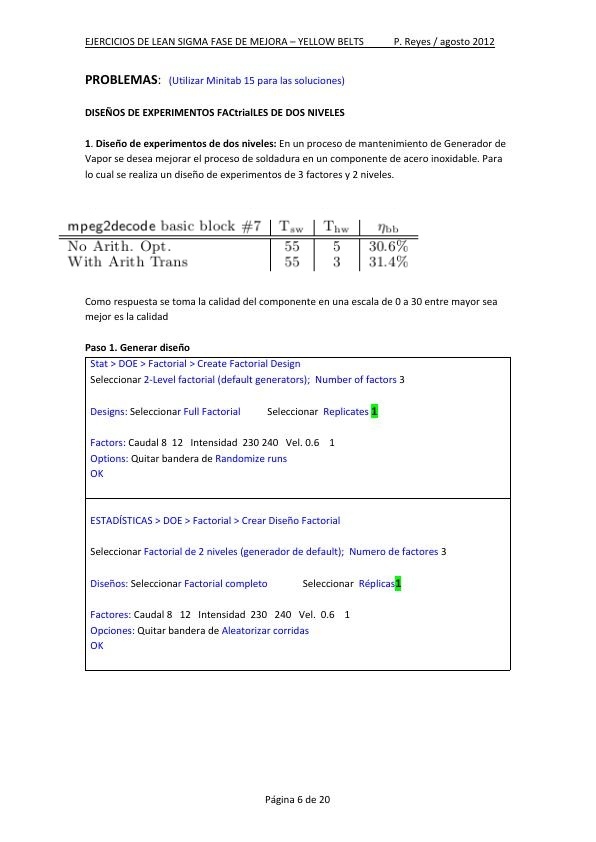 EJERCICIOS DE LEAN SIGMA FASE DE MEJORA – YELLOW BELTS P. Reyes / agosto 2012
PROBLEMAS: (Utilizar Minitab 15 para las soluciones)
DISEÑOS DE EXPERIMENTOS FACtrialLES DE DOS NIVELES
1. Diseño de experimentos de dos niveles: En un proceso de mantenimiento de Generador de
Vapor se desea mejorar el proceso de soldadura en un componente de acero inoxidable. Para
lo cual se realiza un diseño de experimentos de 3 factores y 2 niveles.
mpeg2decode basic block #7 T_sw T_hw η_bb
No Arith. Opt. 55 5 30.6%
With Arith Trans 55 3 31.4%
Como respuesta se toma la calidad del componente en una escala de 0 a 30 entre mayor sea
mejor es la calidad
Paso 1. Generar diseño
Stat > DOE > Factorial > Create Factorial Design
Seleccionar 2-Level factorial (default generators); Number of factors 3
Designs: Seleccionar Full Factorial Seleccionar Replicates 1
Factors: Caudal 8 12 Intensidad 230 240 Vel. 0.6 1
Options: Quitar bandera de Randomize runs
OK
ESTADÍSTICAS > DOE > Factorial > Crear Diseño Factorial
Seleccionar Factorial de 2 niveles (generador de default); Numero de factores 3
Diseños: Seleccionar Factorial completo Seleccionar Réplicas1
Factores: Caudal 8 12 Intensidad 230 240 Vel. 0.6 1
Opciones: Quitar bandera de Aleatorizar corridas
OK
Página 6 de 20